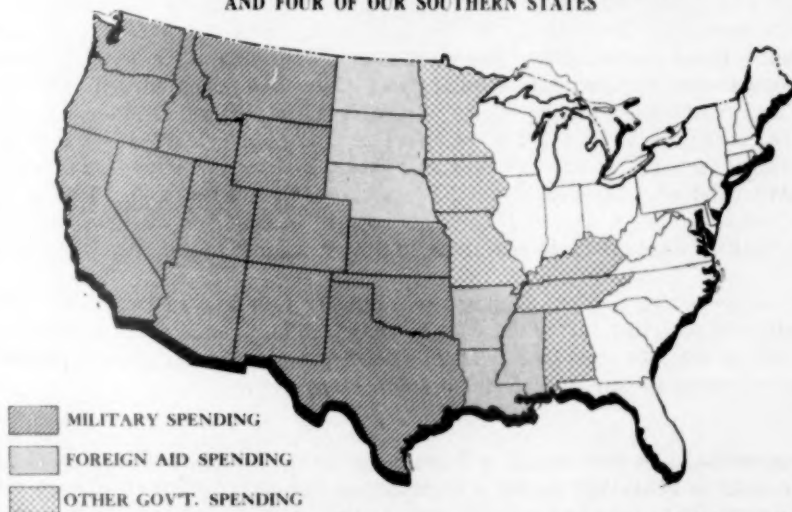 AND FOUR OF OUR SOUTHERN STATES
MILITARY SPENDING
FOREIGN AID SPENDING
OTHER GOV'T. SPENDING